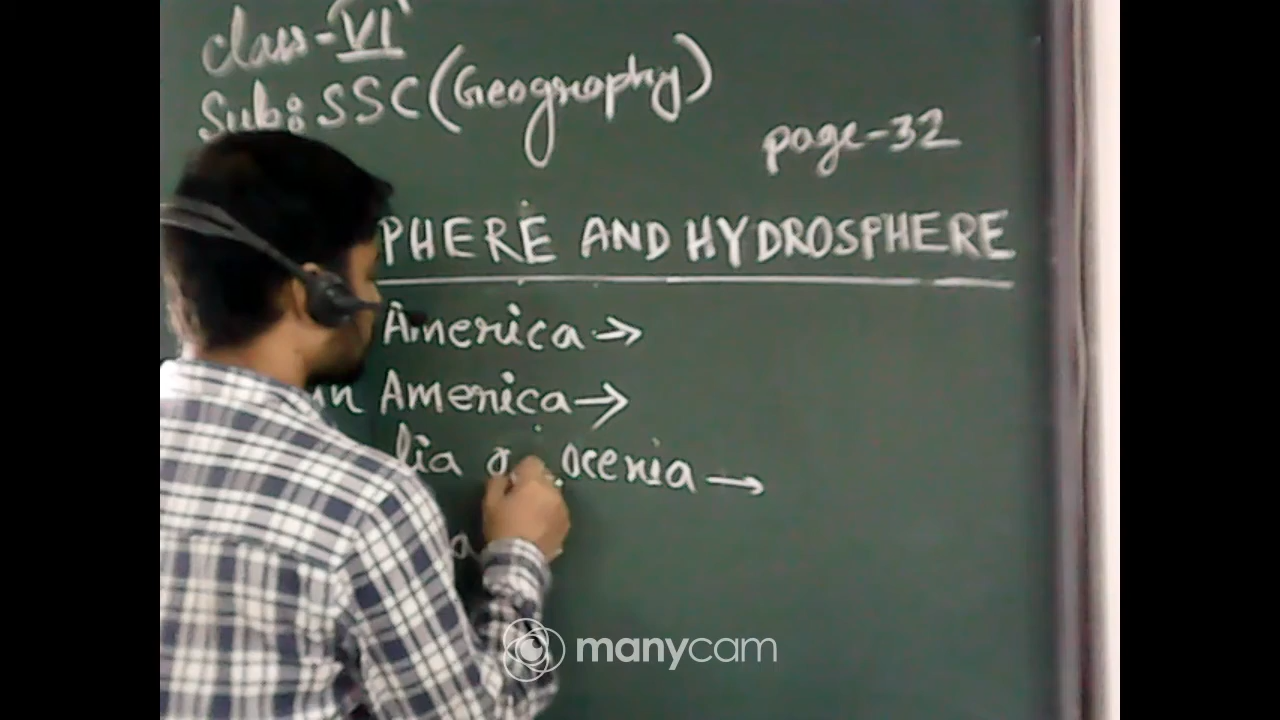 class-VI
Sub: SSC (Geography)
page-32
PHERE AND HYDROSPHERE
America →
America →
lia Ocenia →
manycam